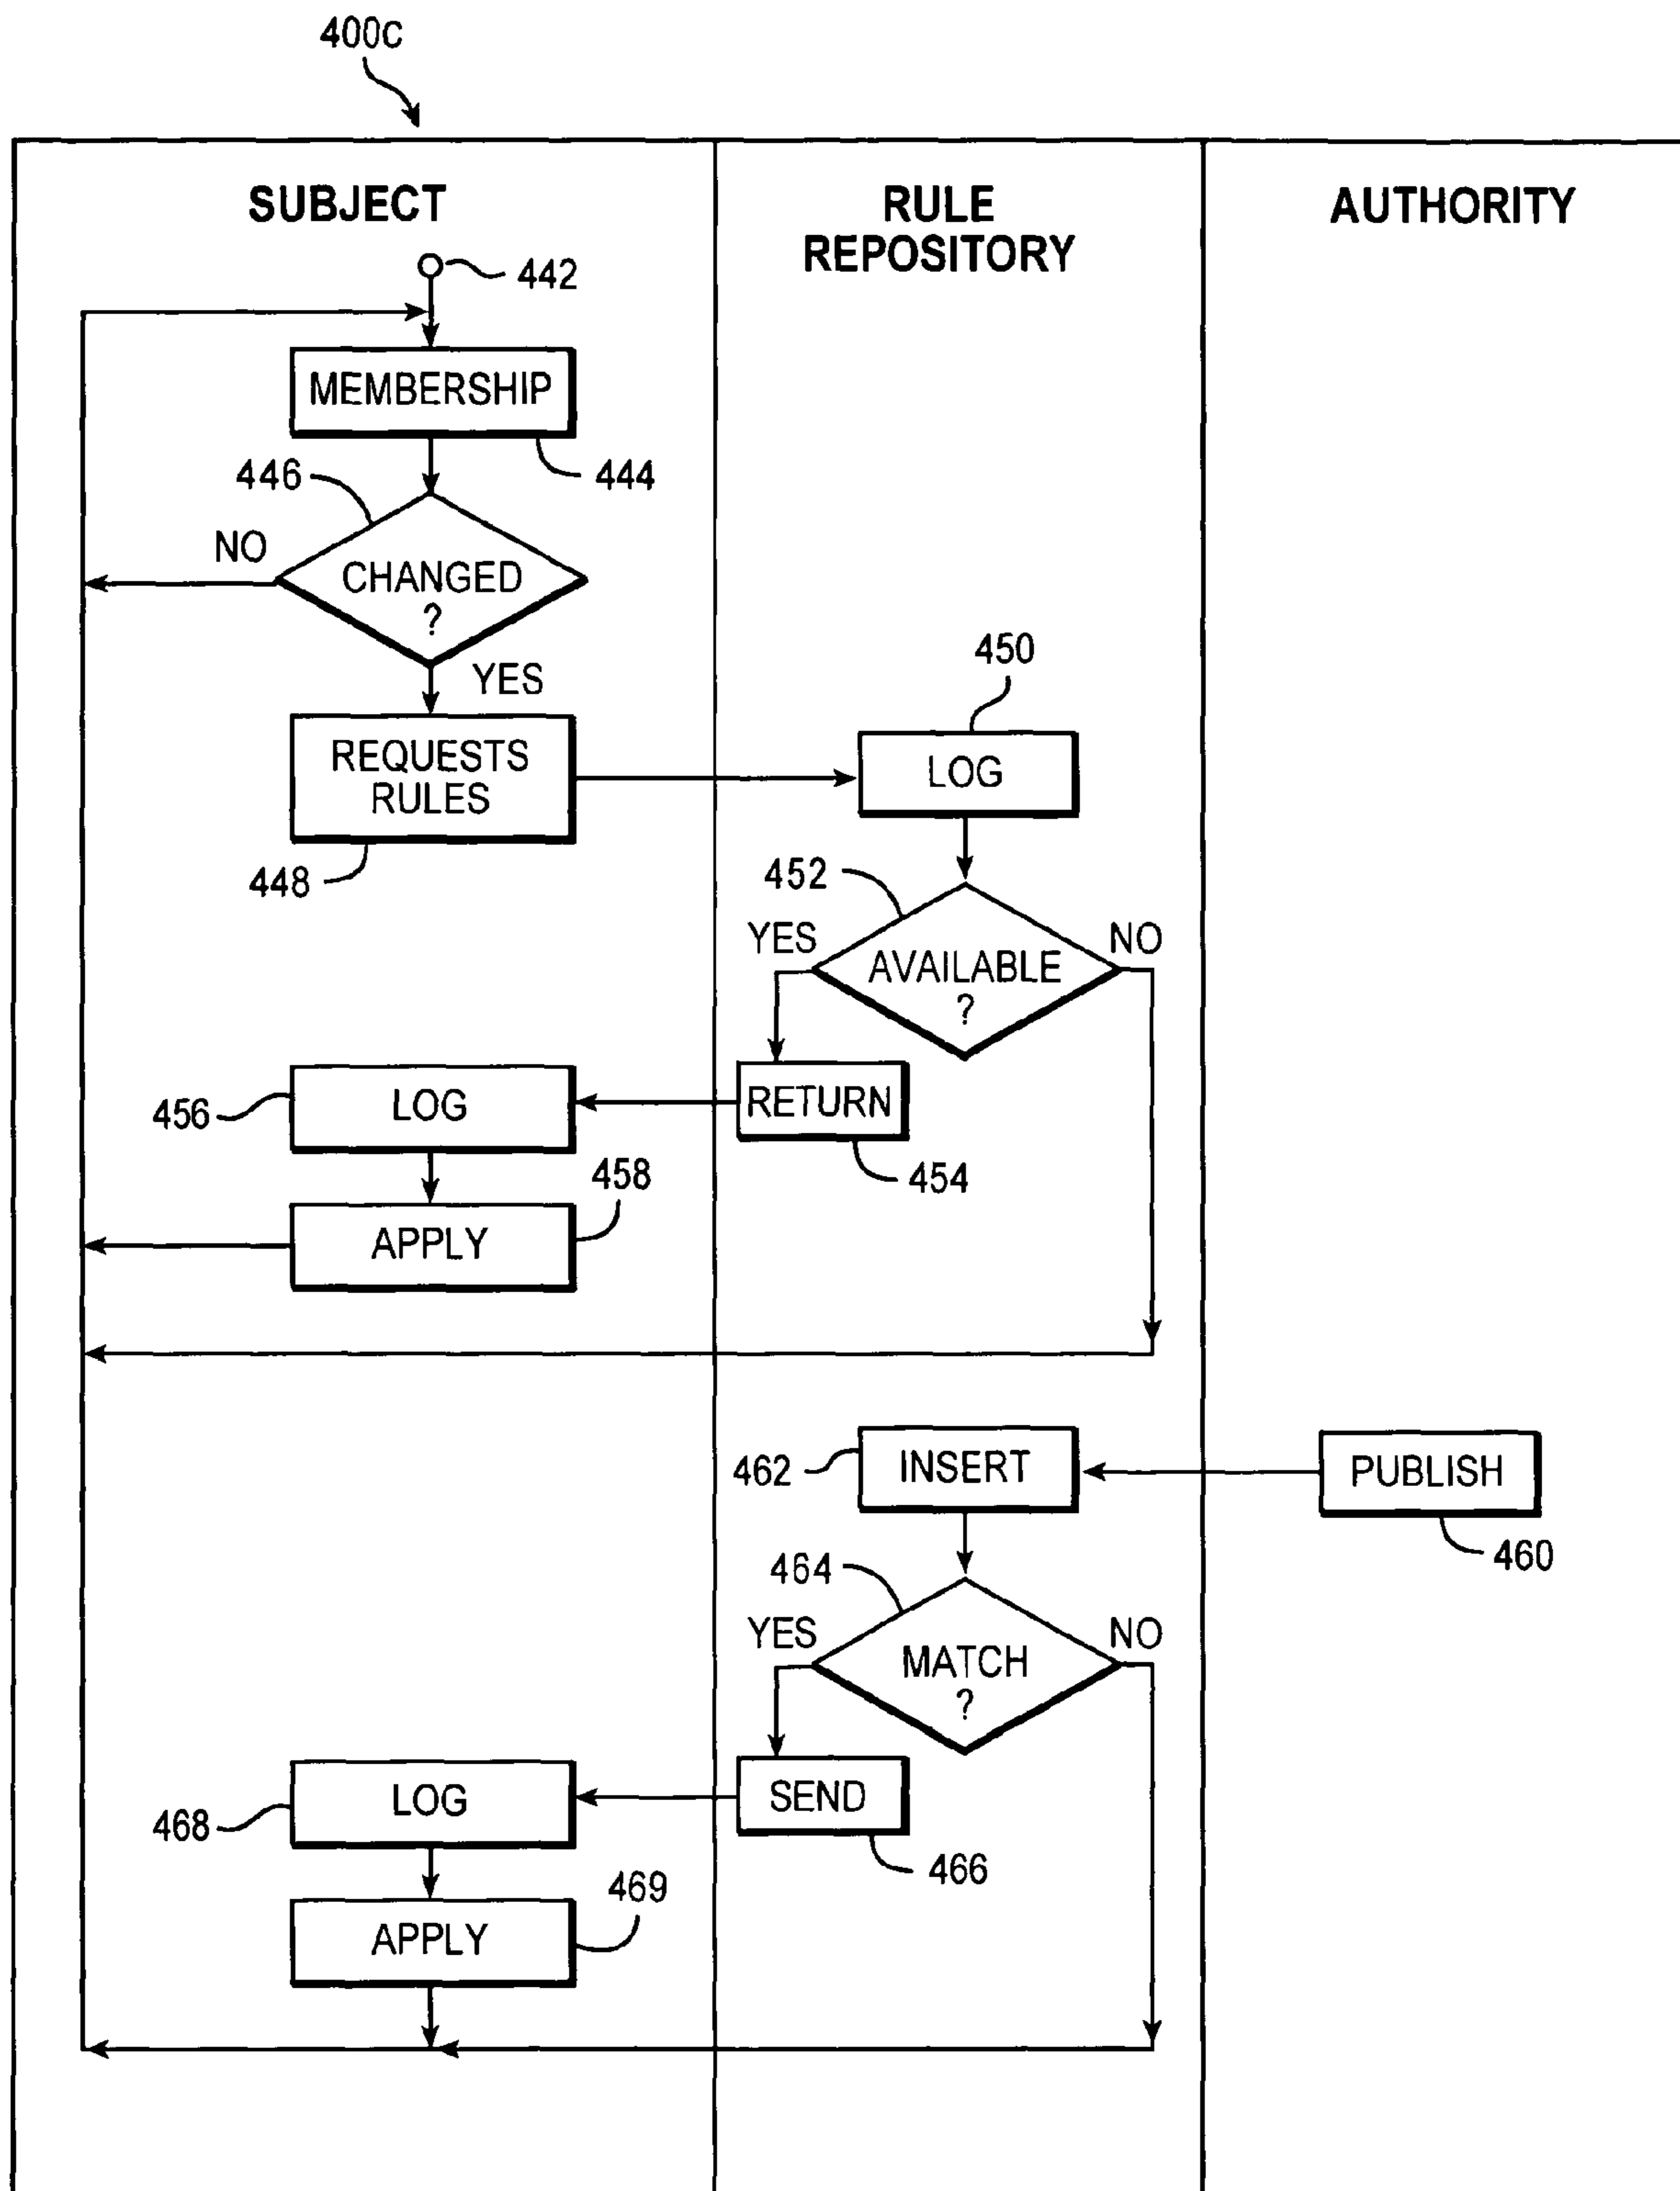 400C
SUBJECT
RULE
REPOSITORY
AUTHORITY
442
MEMBERSHIP
444
446
NO
CHANGED
?
YES
REQUESTS
RULES
448
450
LOG
452
YES
NO
AVAILABLE
?
RETURN
454
456
LOG
458
APPLY
462
INSERT
PUBLISH
460
464
YES
NO
MATCH
?
SEND
466
468
LOG
469
APPLY